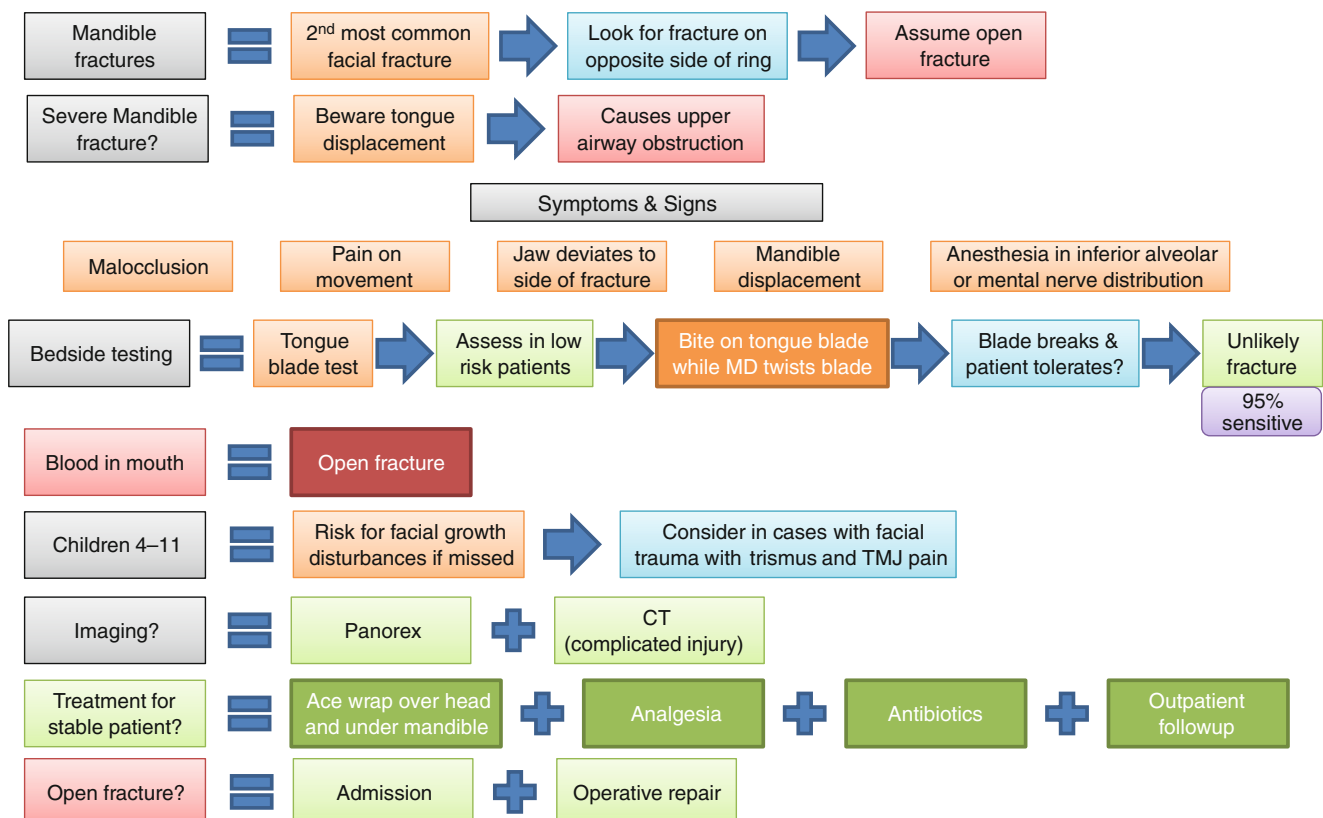 Mandible
fractures
2nd most common
facial fracture
Look for fracture on
opposite side of ring
Assume open
fracture
Severe Mandible
fracture?
Beware tongue
displacement
Causes upper
airway obstruction
Symptoms & Signs
Malocclusion
Pain on
movement
Jaw deviates to
side of fracture
Mandible
displacement
Anesthesia in inferior alveolar
or mental nerve distribution
Bedside testing
Tongue
blade test
Assess in low
risk patients
Bite on tongue blade
while MD twists blade
Blade breaks &
patient tolerates?
Unlikely
fracture
95%
sensitive
Blood in mouth
Open fracture
Children 4–11
Risk for facial growth
disturbances if missed
Consider in cases with facial
trauma with trismus and TMJ pain
Imaging?
Panorex
CT
(complicated injury)
Treatment for
stable patient?
Ace wrap over head
and under mandible
Analgesia
Antibiotics
Outpatient
followup
Open fracture?
Admission
Operative repair